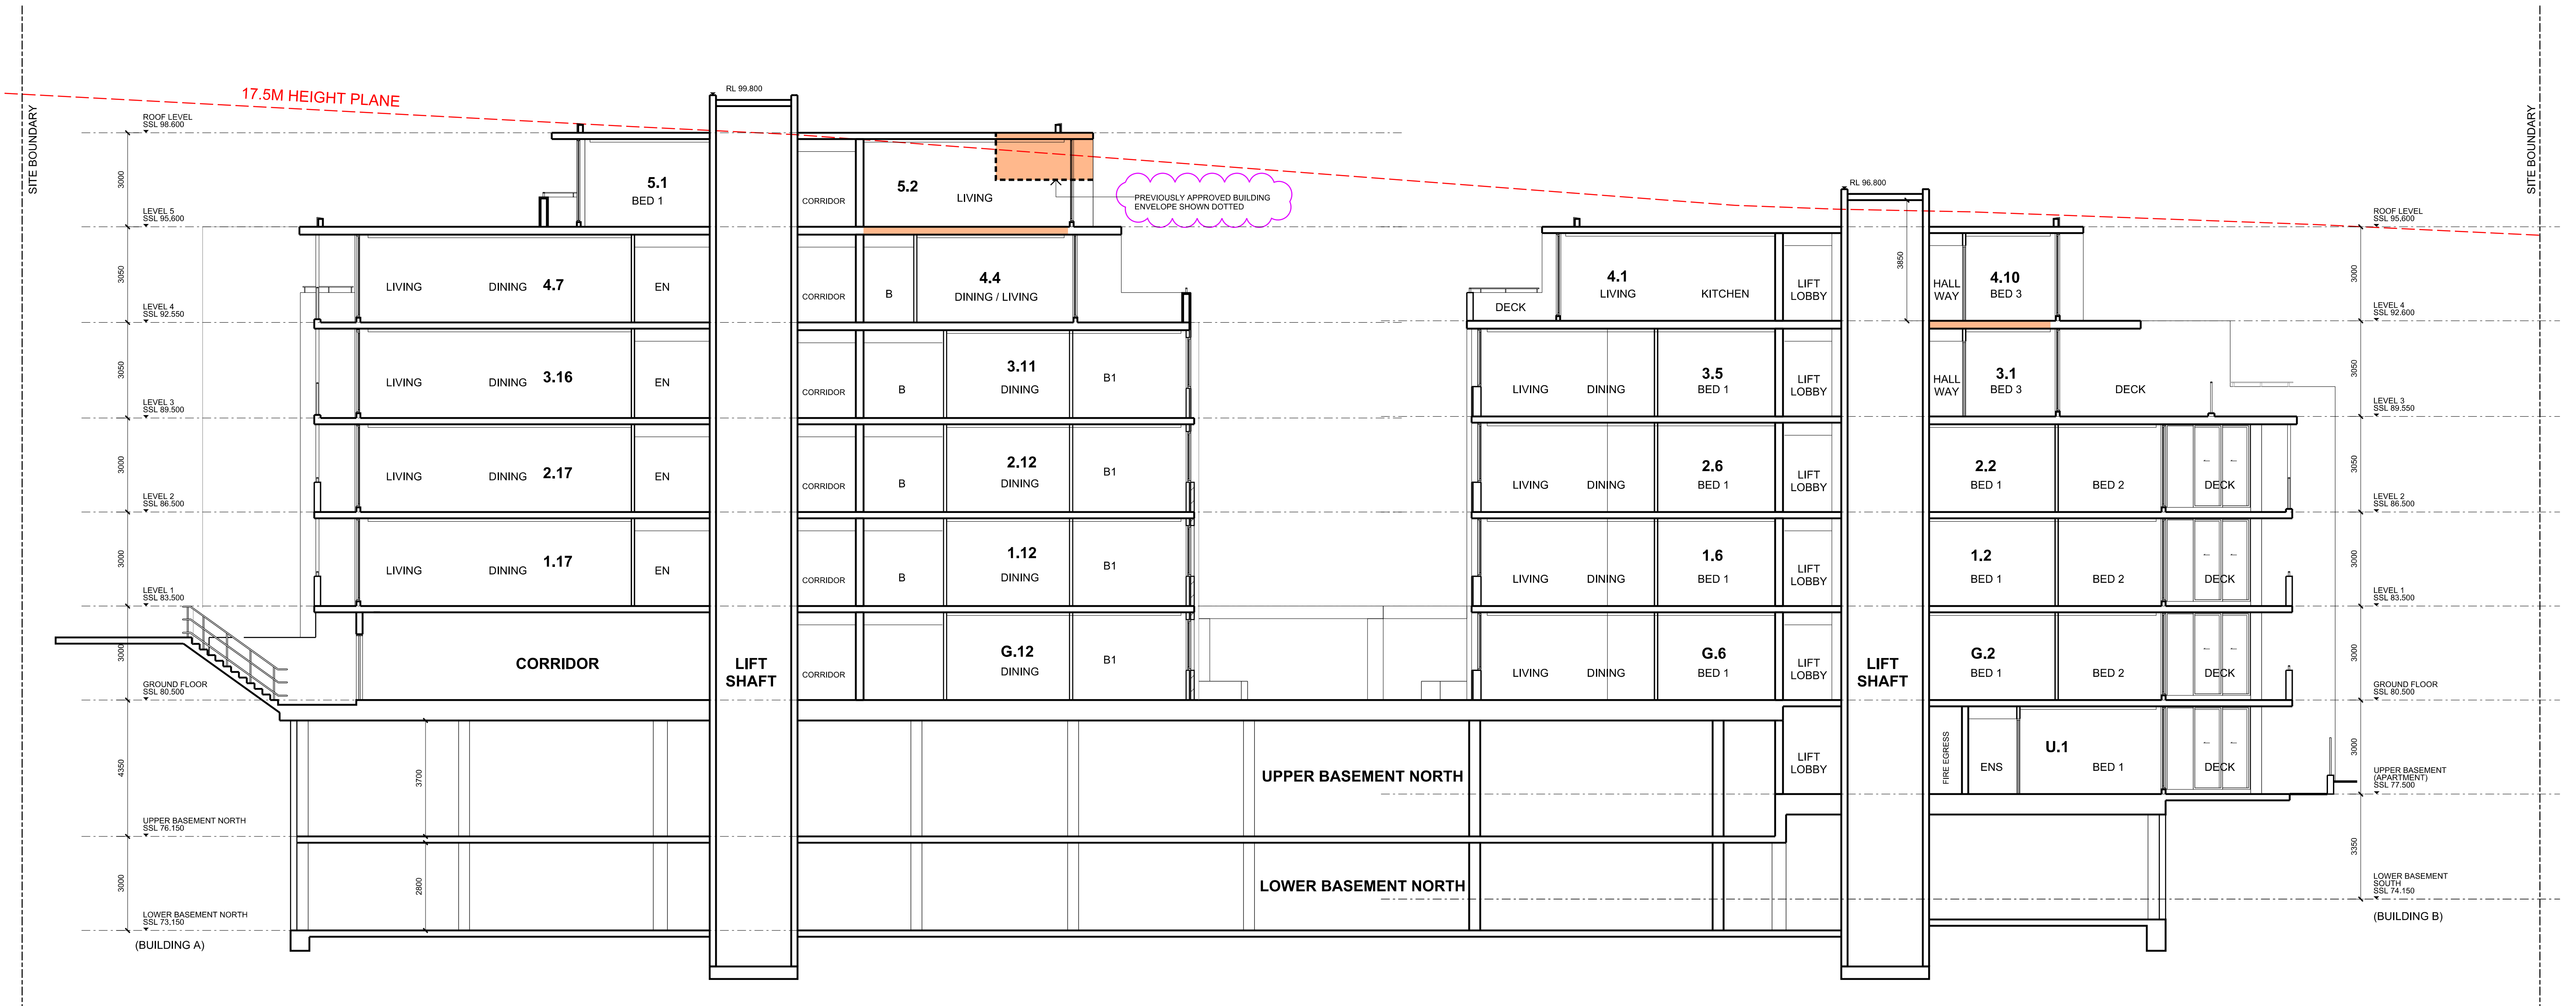 17.5M HEIGHT PLANE
SITE BOUNDARY
SITE BOUNDARY
RL 99.800
RL 96.800
ROOF LEVEL
SSL 98.600
3000
5.1
BED 1
CORRIDOR
5.2
LIVING
PREVIOUSLY APPROVED BUILDING
ENVELOPE SHOWN DOTTED
LEVEL 5
SSL 95.600
ROOF LEVEL
SSL 95.600
3050
LIVING
DINING
4.7
EN
CORRIDOR
B
4.4
DINING / LIVING
DECK
4.1
LIVING
KITCHEN
LIFT
LOBBY
3850
HALL
WAY
4.10
BED 3
3000
LEVEL 4
SSL 92.550
LEVEL 4
SSL 92.600
3050
LIVING
DINING
3.16
EN
CORRIDOR
B
3.11
DINING
B1
LIVING
DINING
3.5
BED 1
LIFT
LOBBY
HALL
WAY
3.1
BED 3
DECK
3050
LEVEL 3
SSL 89.500
LEVEL 3
SSL 89.550
3000
LIVING
DINING
2.17
EN
CORRIDOR
B
2.12
DINING
B1
LIVING
DINING
2.6
BED 1
LIFT
LOBBY
2.2
BED 1
BED 2
DECK
3050
LEVEL 2
SSL 86.500
LEVEL 2
SSL 86.500
3000
LIVING
DINING
1.17
EN
CORRIDOR
B
1.12
DINING
B1
LIVING
DINING
1.6
BED 1
LIFT
LOBBY
1.2
BED 1
BED 2
DECK
3000
LEVEL 1
SSL 83.500
LEVEL 1
SSL 83.500
3000
CORRIDOR
LIFT
SHAFT
CORRIDOR
G.12
DINING
B1
LIVING
DINING
G.6
BED 1
LIFT
LOBBY
LIFT
SHAFT
G.2
BED 1
BED 2
DECK
3000
GROUND FLOOR
SSL 80.500
GROUND FLOOR
SSL 80.500
4350
3700
UPPER BASEMENT NORTH
LIFT
LOBBY
FIRE EGRESS
ENS
U.1
BED 1
DECK
3000
UPPER BASEMENT
(APARTMENT)
SSL 77.500
UPPER BASEMENT NORTH
SSL 76.150
3000
2800
LOWER BASEMENT NORTH
3350
LOWER BASEMENT
SOUTH
SSL 74.150
LOWER BASEMENT NORTH
SSL 73.150
(BUILDING A)
(BUILDING B)